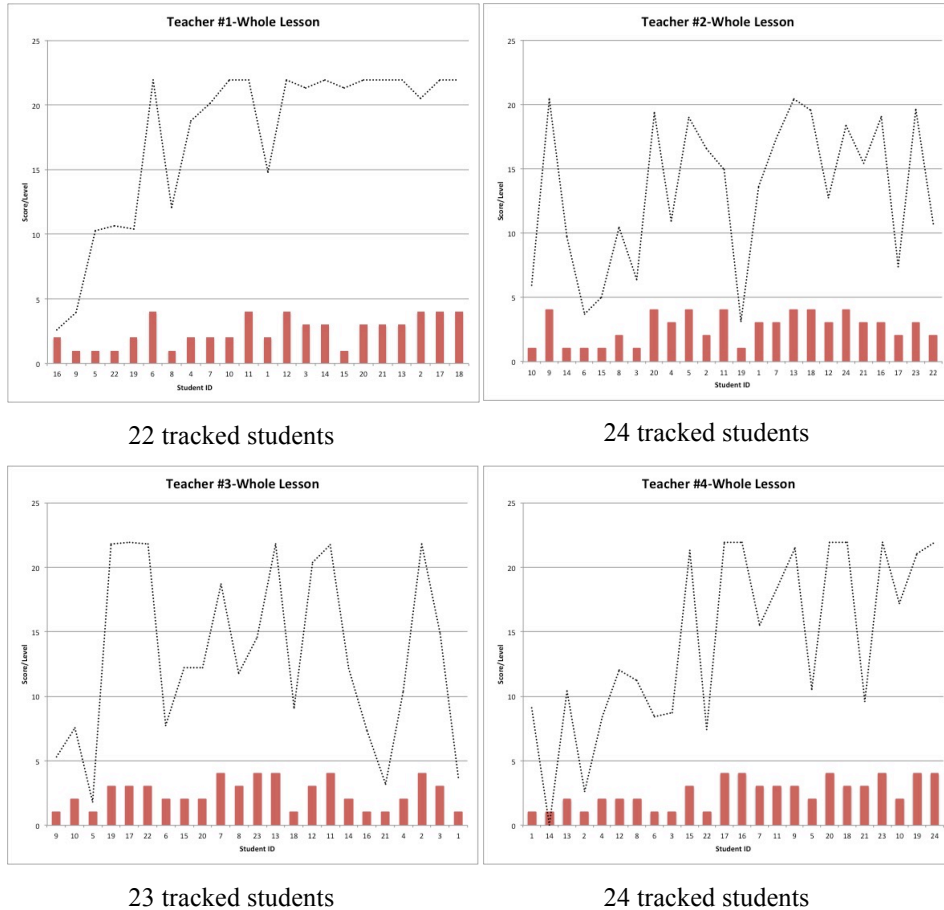 Teacher #1-Whole Lesson
25
20
15
10
5
0
Score/Level
16 9 5 22 19 6 8 4 7 10 11 1 12 3 14 15 20 21 13 2 17 18
Student ID
22 tracked students
Teacher #2-Whole Lesson
25
20
15
10
5
0
Score/Level
10 9 14 6 15 8 3 20 4 5 2 11 19 1 7 13 18 12 24 21 16 17 23 22
Student ID
24 tracked students
Teacher #3-Whole Lesson
25
20
15
10
5
0
Score/Level
9 10 5 19 17 22 6 15 20 7 8 23 13 18 12 11 14 16 21 4 2 3 1
Student ID
23 tracked students
Teacher #4-Whole Lesson
25
20
15
10
5
0
Score/Level
1 14 13 2 4 12 8 6 3 15 22 17 16 7 11 9 5 20 18 21 23 10 19 24
Student ID
24 tracked students